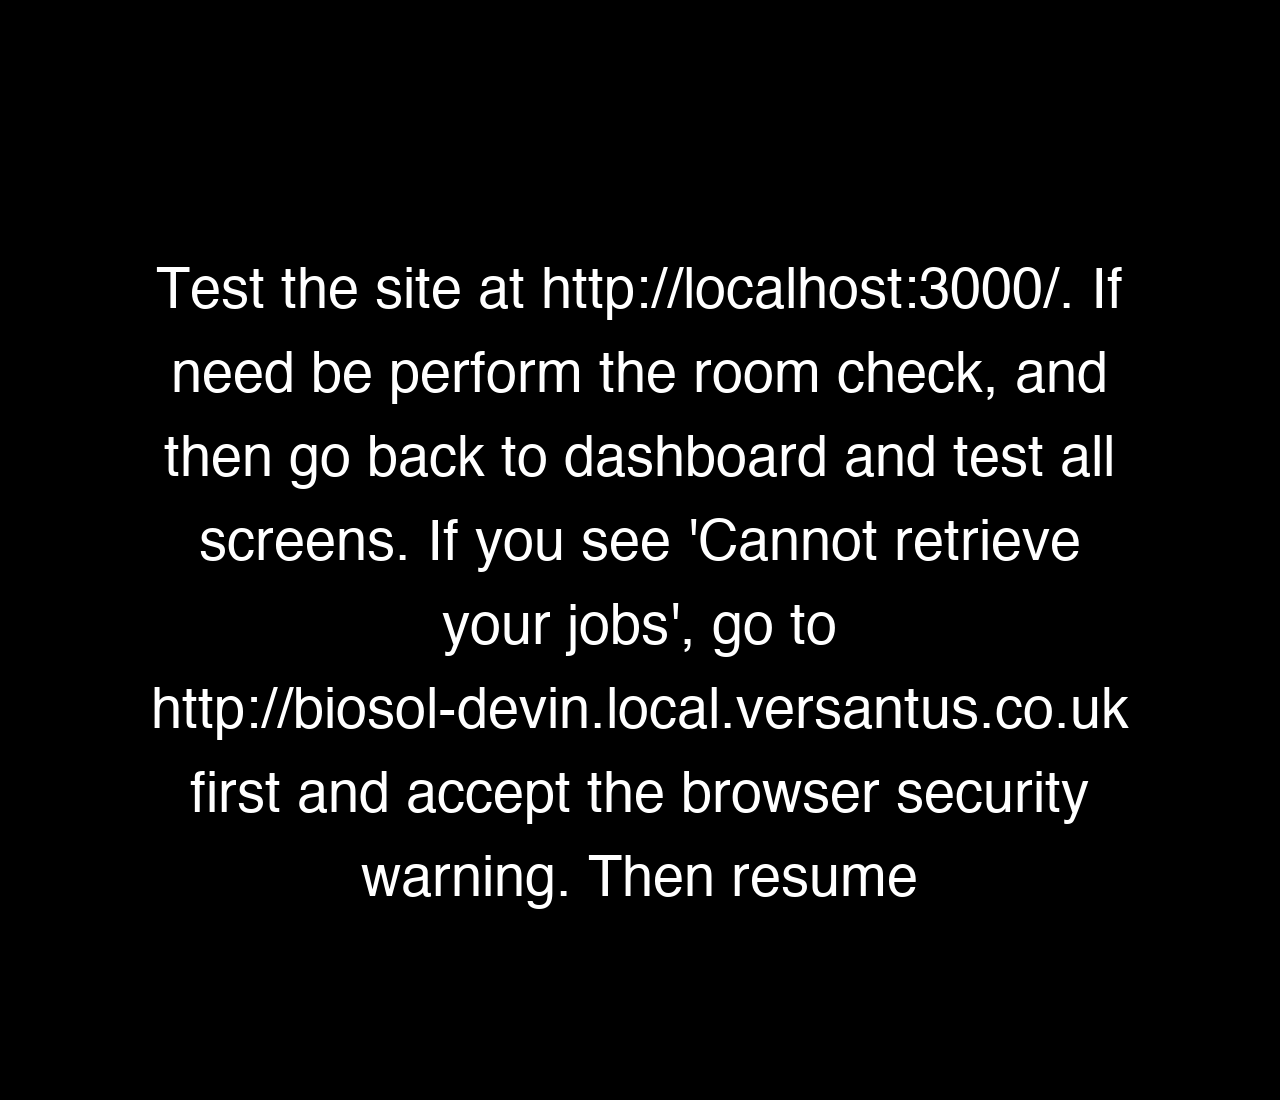 Test the site at http://localhost:3000/. If
need be perform the room check, and
then go back to dashboard and test all
screens. If you see 'Cannot retrieve
your jobs', go to
http://biosol-devin.local.versantus.co.uk
first and accept the browser security
warning. Then resume